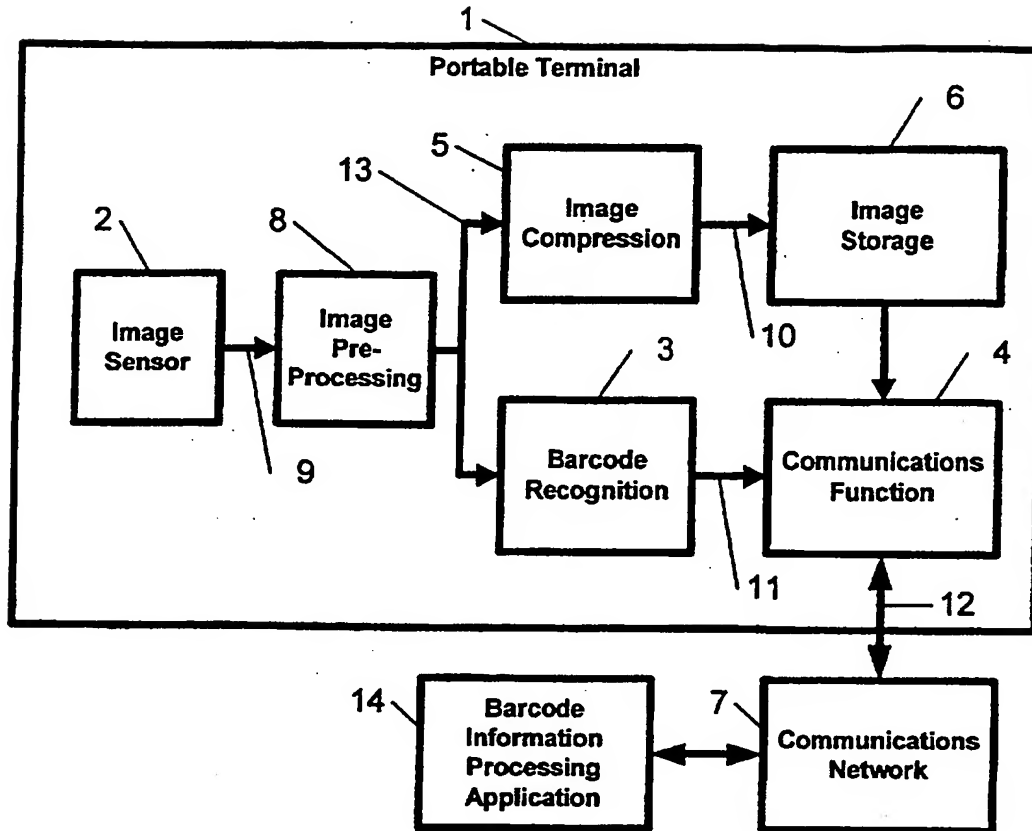 1
Portable Terminal
6
5
13
Image
Compression
Image
Storage
2
8
Image
Sensor
Image
Pre-
Processing
10
3
4
9
Barcode
Recognition
Communications
Function
11
12
14
Barcode
Information
Processing
Application
7
Communications
Network